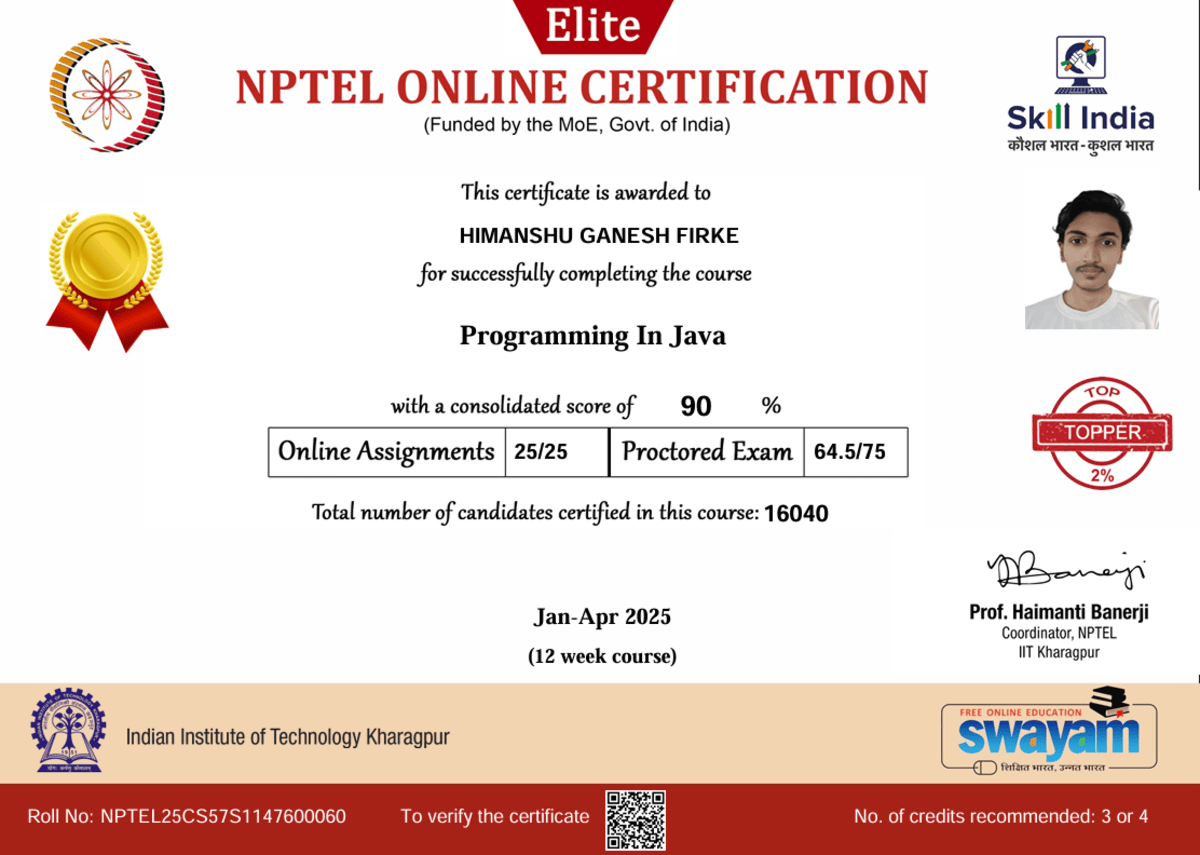 Elite
NPTEL ONLINE CERTIFICATION
(Funded by the MoE, Govt. of India)
Skill India
कौशल भारत - कुशल भारत
This certificate is awarded to
HIMANSHU GANESH FIRKE
for successfully completing the course
Programming In Java
with a consolidated score of 90 %
Online Assignments 25/25 Proctored Exam 64.5/75
TOP
TOPPER
2%
Total number of candidates certified in this course: 16040
Jan-Apr 2025
(12 week course)
Prof. Haimanti Banerji
Coordinator, NPTEL
IIT Kharagpur
Indian Institute of Technology Kharagpur
FREE ONLINE EDUCATION
swayam
शिक्षित भारत, उन्नत भारत
Roll No: NPTEL25CS57S1147600060 To verify the certificate No. of credits recommended: 3 or 4